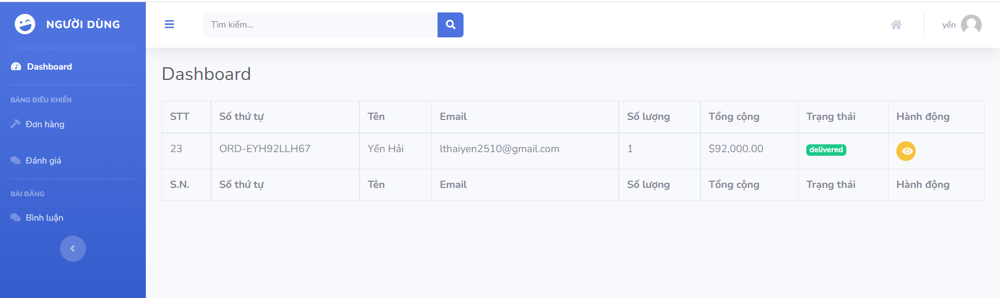 NGƯỜI DÙNG
Tìm kiếm...
yến
Dashboard
BẢNG ĐIỀU KHIỂN
Đơn hàng
Đánh giá
BÀI ĐĂNG
Bình luận
Dashboard
STT Số thứ tự Tên Email Số lượng Tổng cộng Trạng thái Hành động
23 ORD-EYH92LLH67 Yến Hải lthaiyen2510@gmail.com 1 $92,000.00 delivered
S.N. Số thứ tự Tên Email Số lượng Tổng cộng Trạng thái Hành động